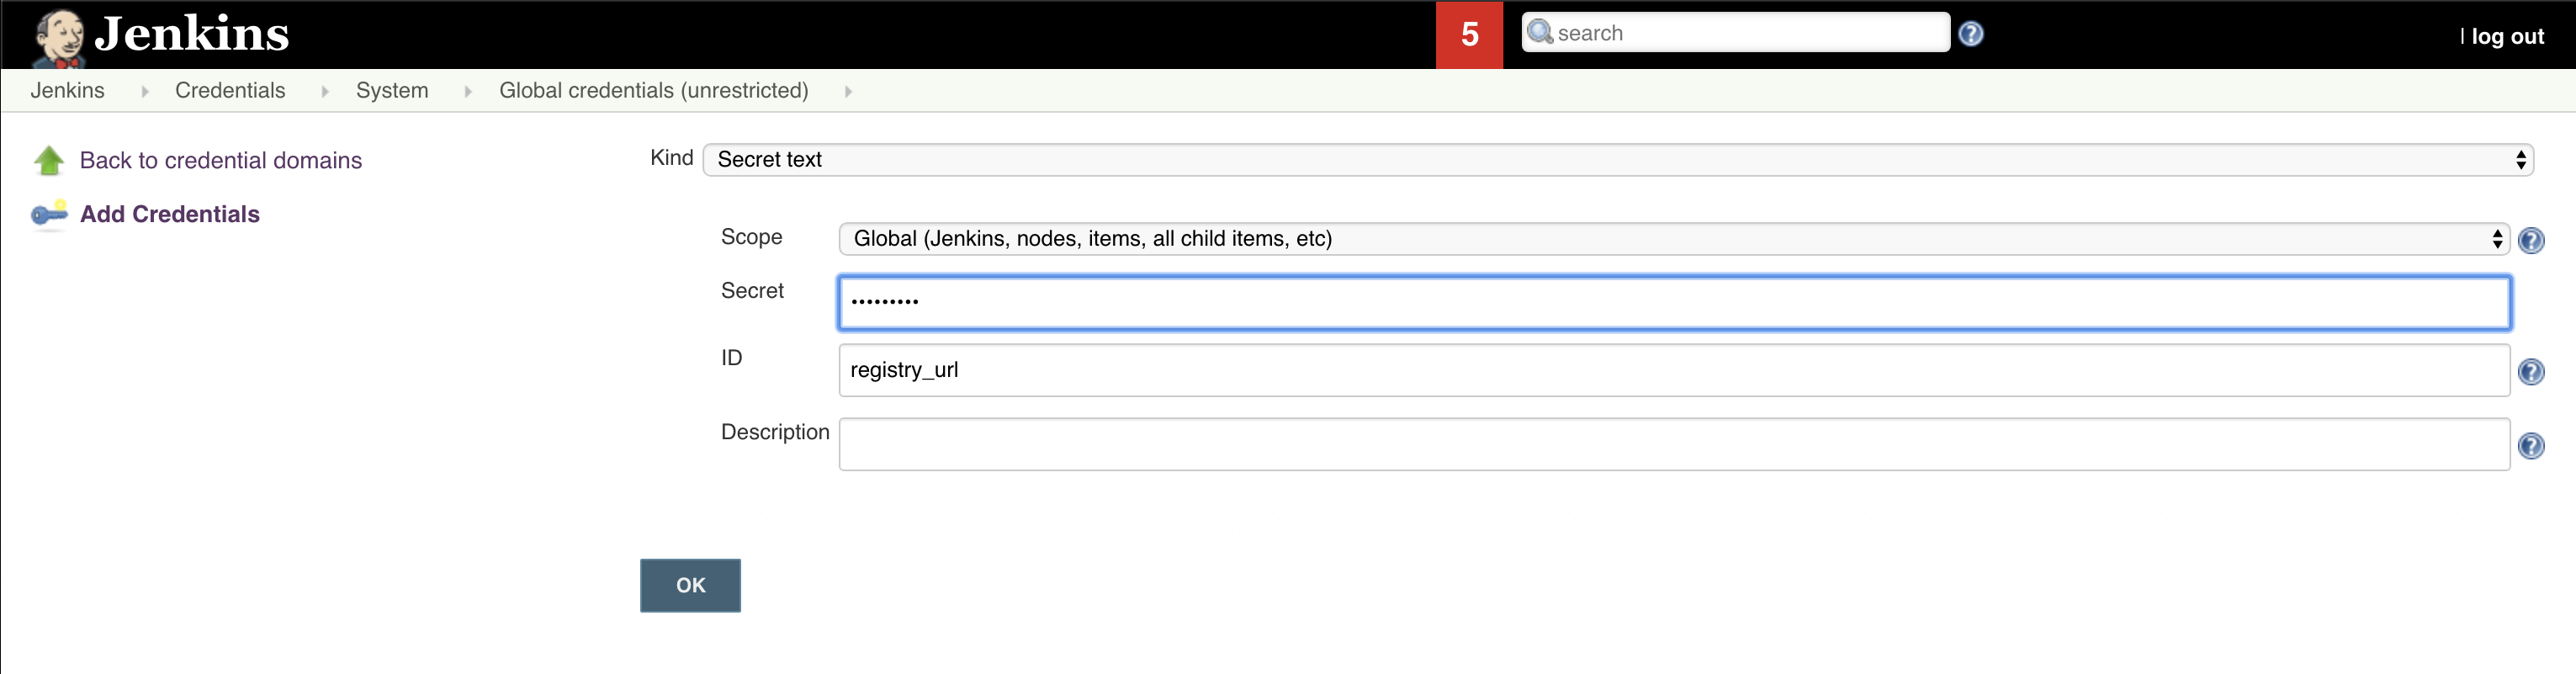 Jenkins
5
search
| log out
Jenkins
Credentials
System
Global credentials (unrestricted)
Back to credential domains
Add Credentials
Kind
Secret text
Scope
Global (Jenkins, nodes, items, all child items, etc)
Secret
•••••••••
ID
registry_url
Description
OK